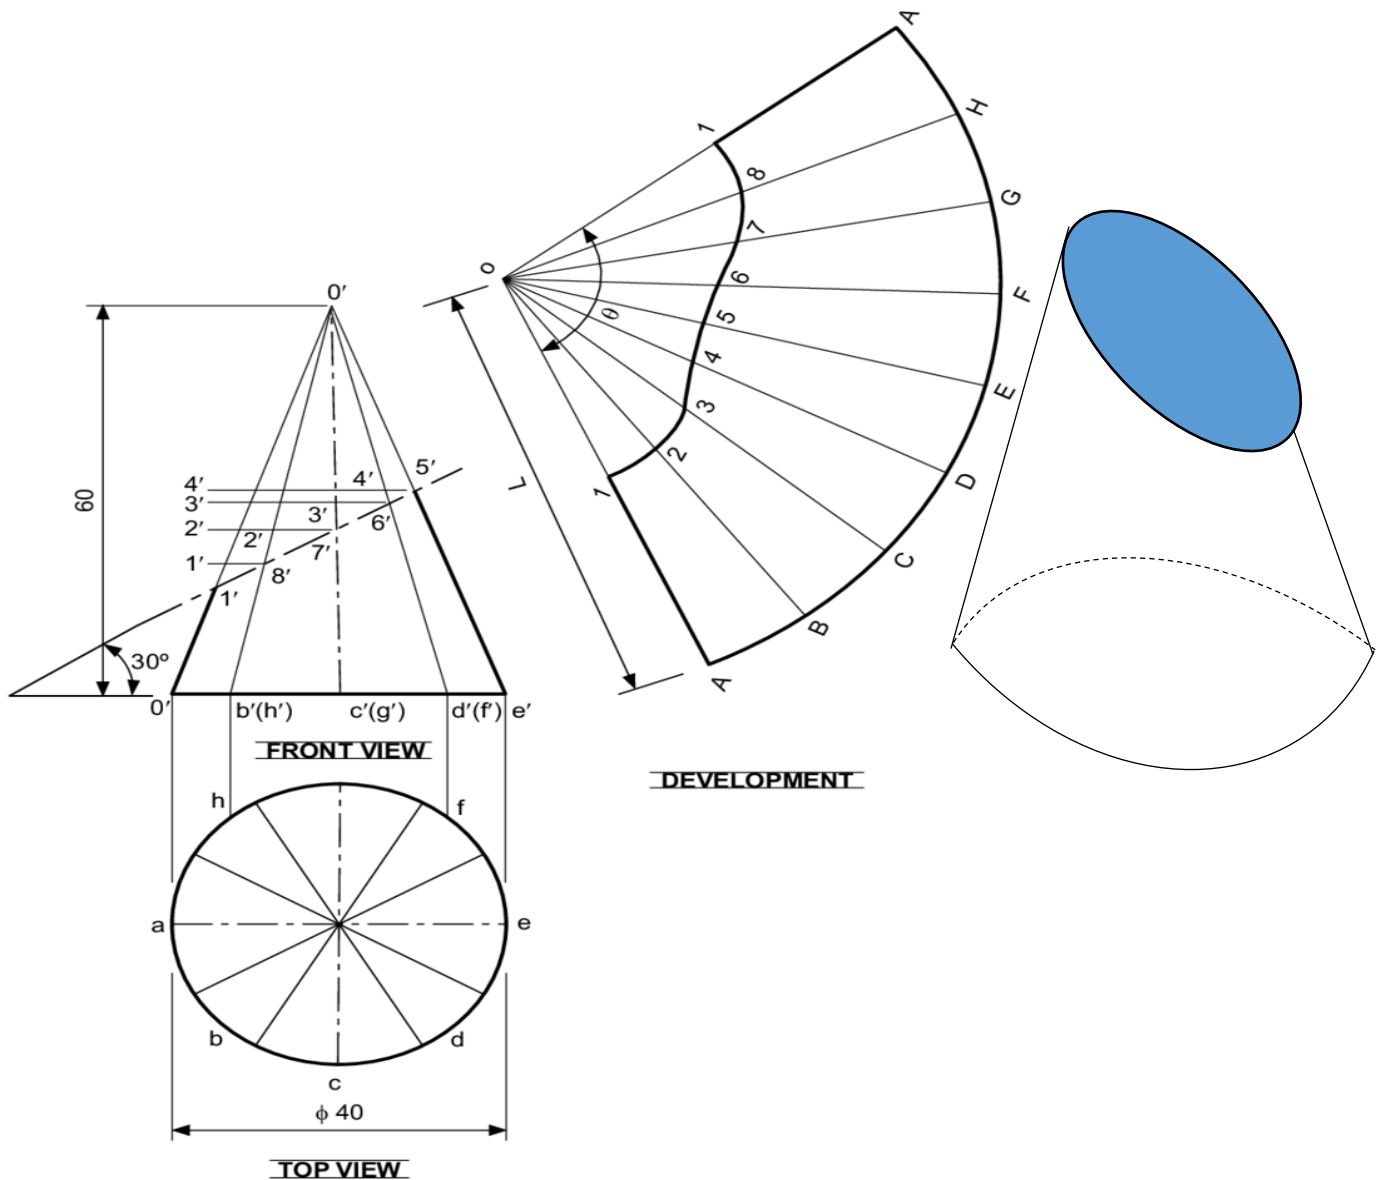 0′
60
4′
3′
2′
1′
4′
5′
3′
6′
2′
7′
8′
1′
30º
0′
b′(h′)
c′(g′)
d′(f′)
e′
FRONT VIEW
h
f
a
e
b
d
c
ϕ 40
TOP VIEW
o
θ
L
1
8
7
6
5
4
3
2
1
A
H
G
F
E
D
C
B
A
DEVELOPMENT